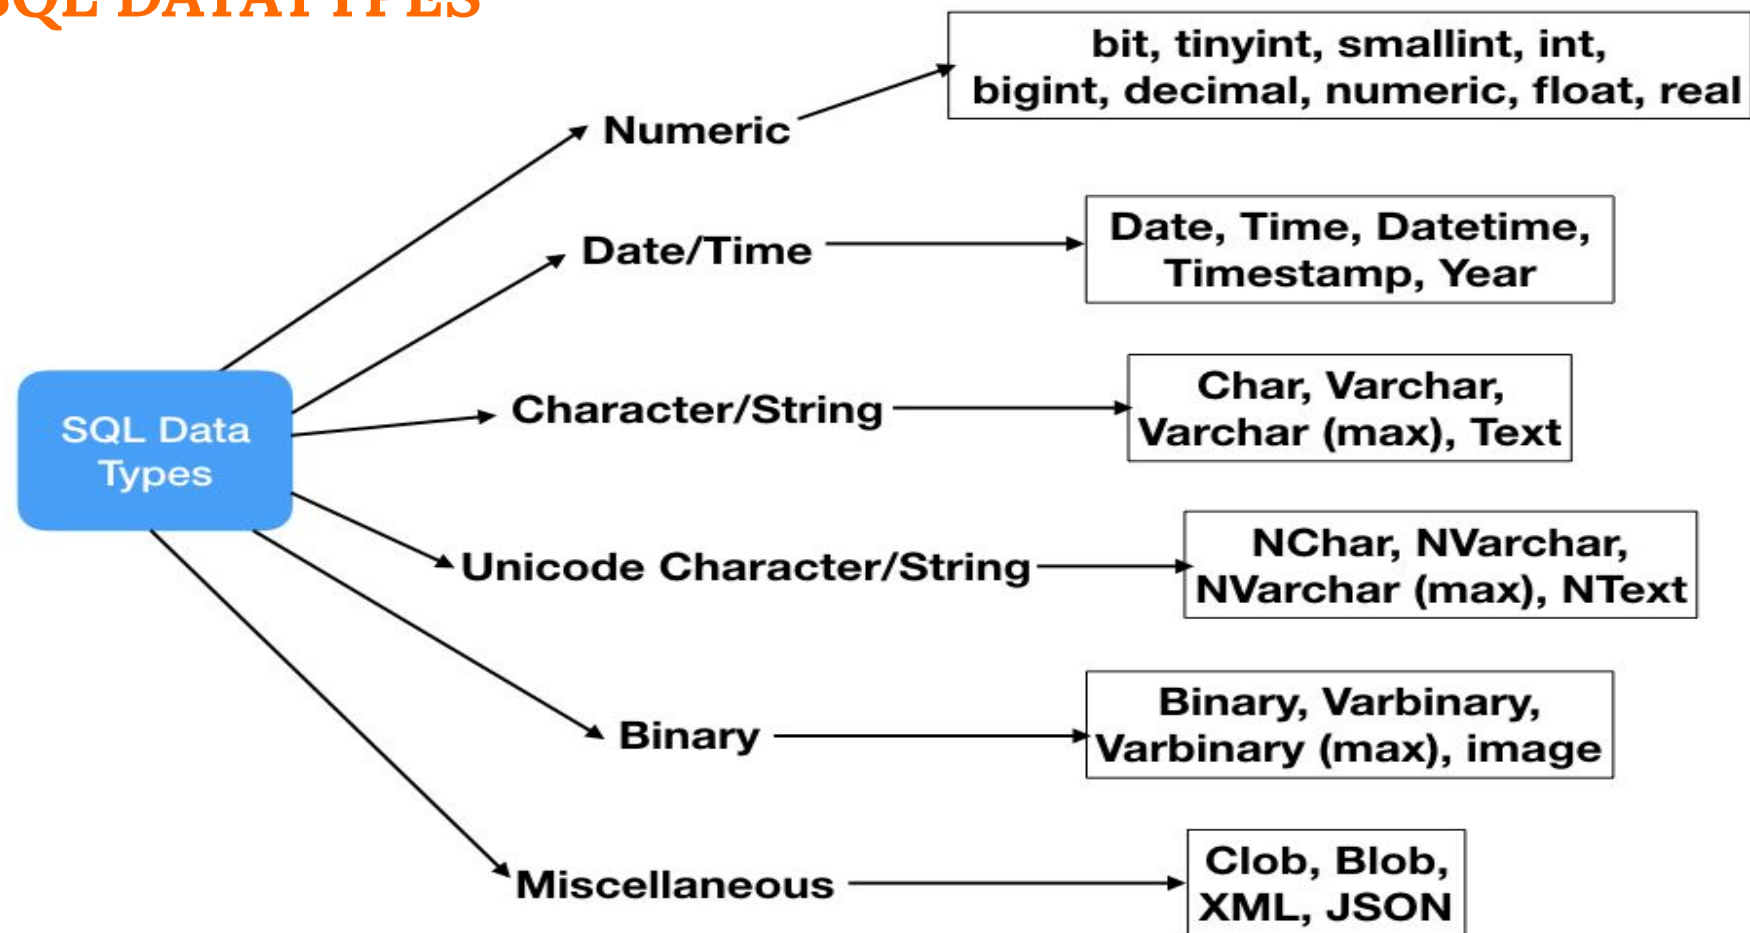 SQL DATATYPES
bit, tinyint, smallint, int,
bigint, decimal, numeric, float, real
Numeric
Date/Time
Date, Time, Datetime,
Timestamp, Year
Character/String
Char, Varchar,
Varchar (max), Text
SQL Data
Types
Unicode Character/String
NChar, NVarchar,
NVarchar (max), NText
Binary
Binary, Varbinary,
Varbinary (max), image
Miscellaneous
Clob, Blob,
XML, JSON